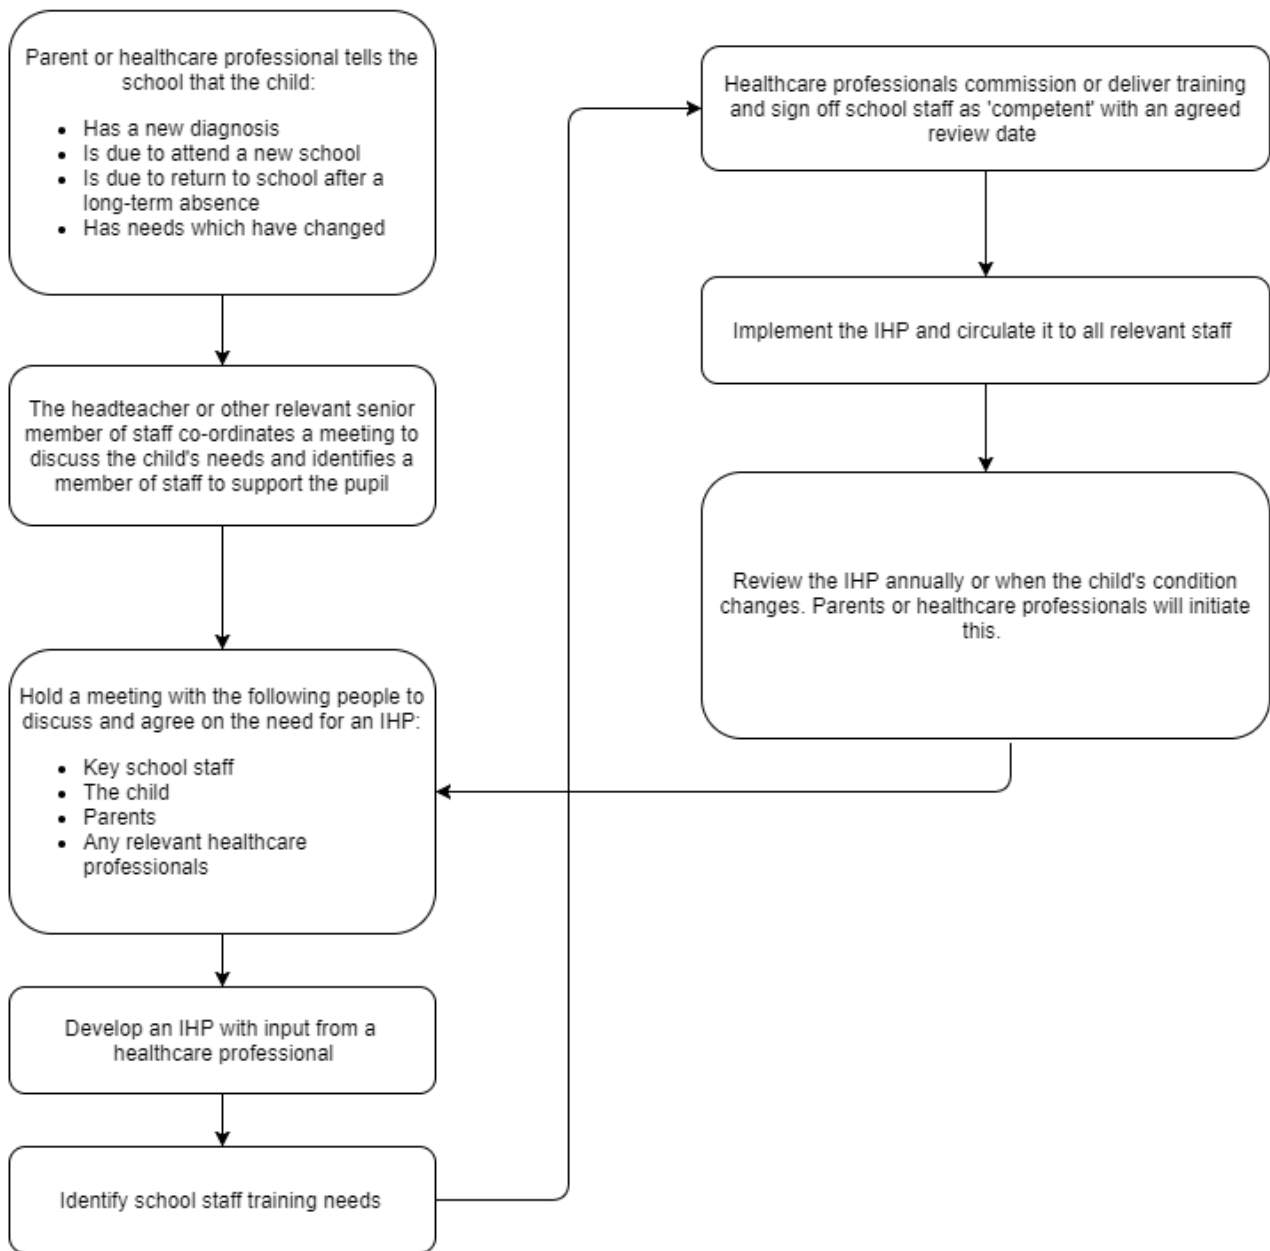 Parent or healthcare professional tells the
school that the child:
• Has a new diagnosis
• Is due to attend a new school
• Is due to return to school after a
long-term absence
• Has needs which have changed
The headteacher or other relevant senior
member of staff co-ordinates a meeting to
discuss the child's needs and identifies a
member of staff to support the pupil
Hold a meeting with the following people to
discuss and agree on the need for an IHP:
• Key school staff
• The child
• Parents
• Any relevant healthcare
professionals
Develop an IHP with input from a
healthcare professional
Identify school staff training needs
Healthcare professionals commission or deliver training
and sign off school staff as 'competent' with an agreed
review date
Implement the IHP and circulate it to all relevant staff
Review the IHP annually or when the child's condition
changes. Parents or healthcare professionals will initiate
this.